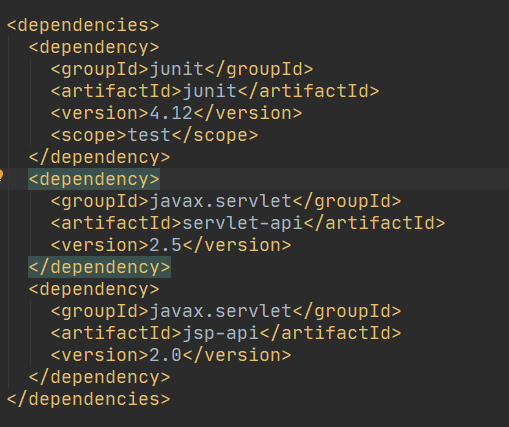 <dependencies>
  <dependency>
    <groupId>junit</groupId>
    <artifactId>junit</artifactId>
    <version>4.12</version>
    <scope>test</scope>
  </dependency>
  <dependency>
    <groupId>javax.servlet</groupId>
    <artifactId>servlet-api</artifactId>
    <version>2.5</version>
  </dependency>
  <dependency>
    <groupId>javax.servlet</groupId>
    <artifactId>jsp-api</artifactId>
    <version>2.0</version>
  </dependency>
</dependencies>